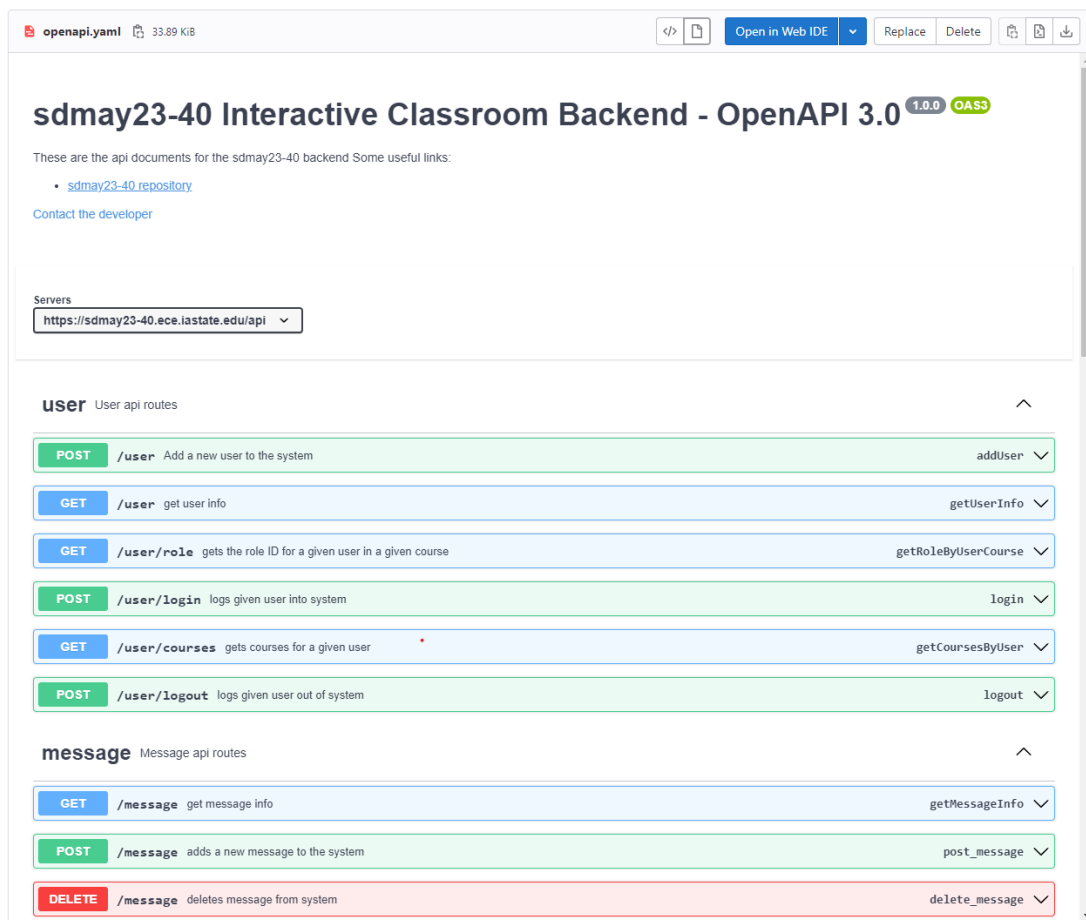 openapi.yaml 33.89 KiB </> Open in Web IDE Replace Delete
sdmay23-40 Interactive Classroom Backend - OpenAPI 3.0 1.0.0 OAS3
These are the api documents for the sdmay23-40 backend Some useful links:
• sdmay23-40 repository
Contact the developer
Servers
https://sdmay23-40.ece.iastate.edu/api
user User api routes
POST /user Add a new user to the system addUser
GET /user get user info getUserInfo
GET /user/role gets the role ID for a given user in a given course getRoleByUserCourse
POST /user/login logs given user into system login
GET /user/courses gets courses for a given user getCoursesByUser
POST /user/logout logs given user out of system logout
message Message api routes
GET /message get message info getMessageInfo
POST /message adds a new message to the system post_message
DELETE /message deletes message from system delete_message